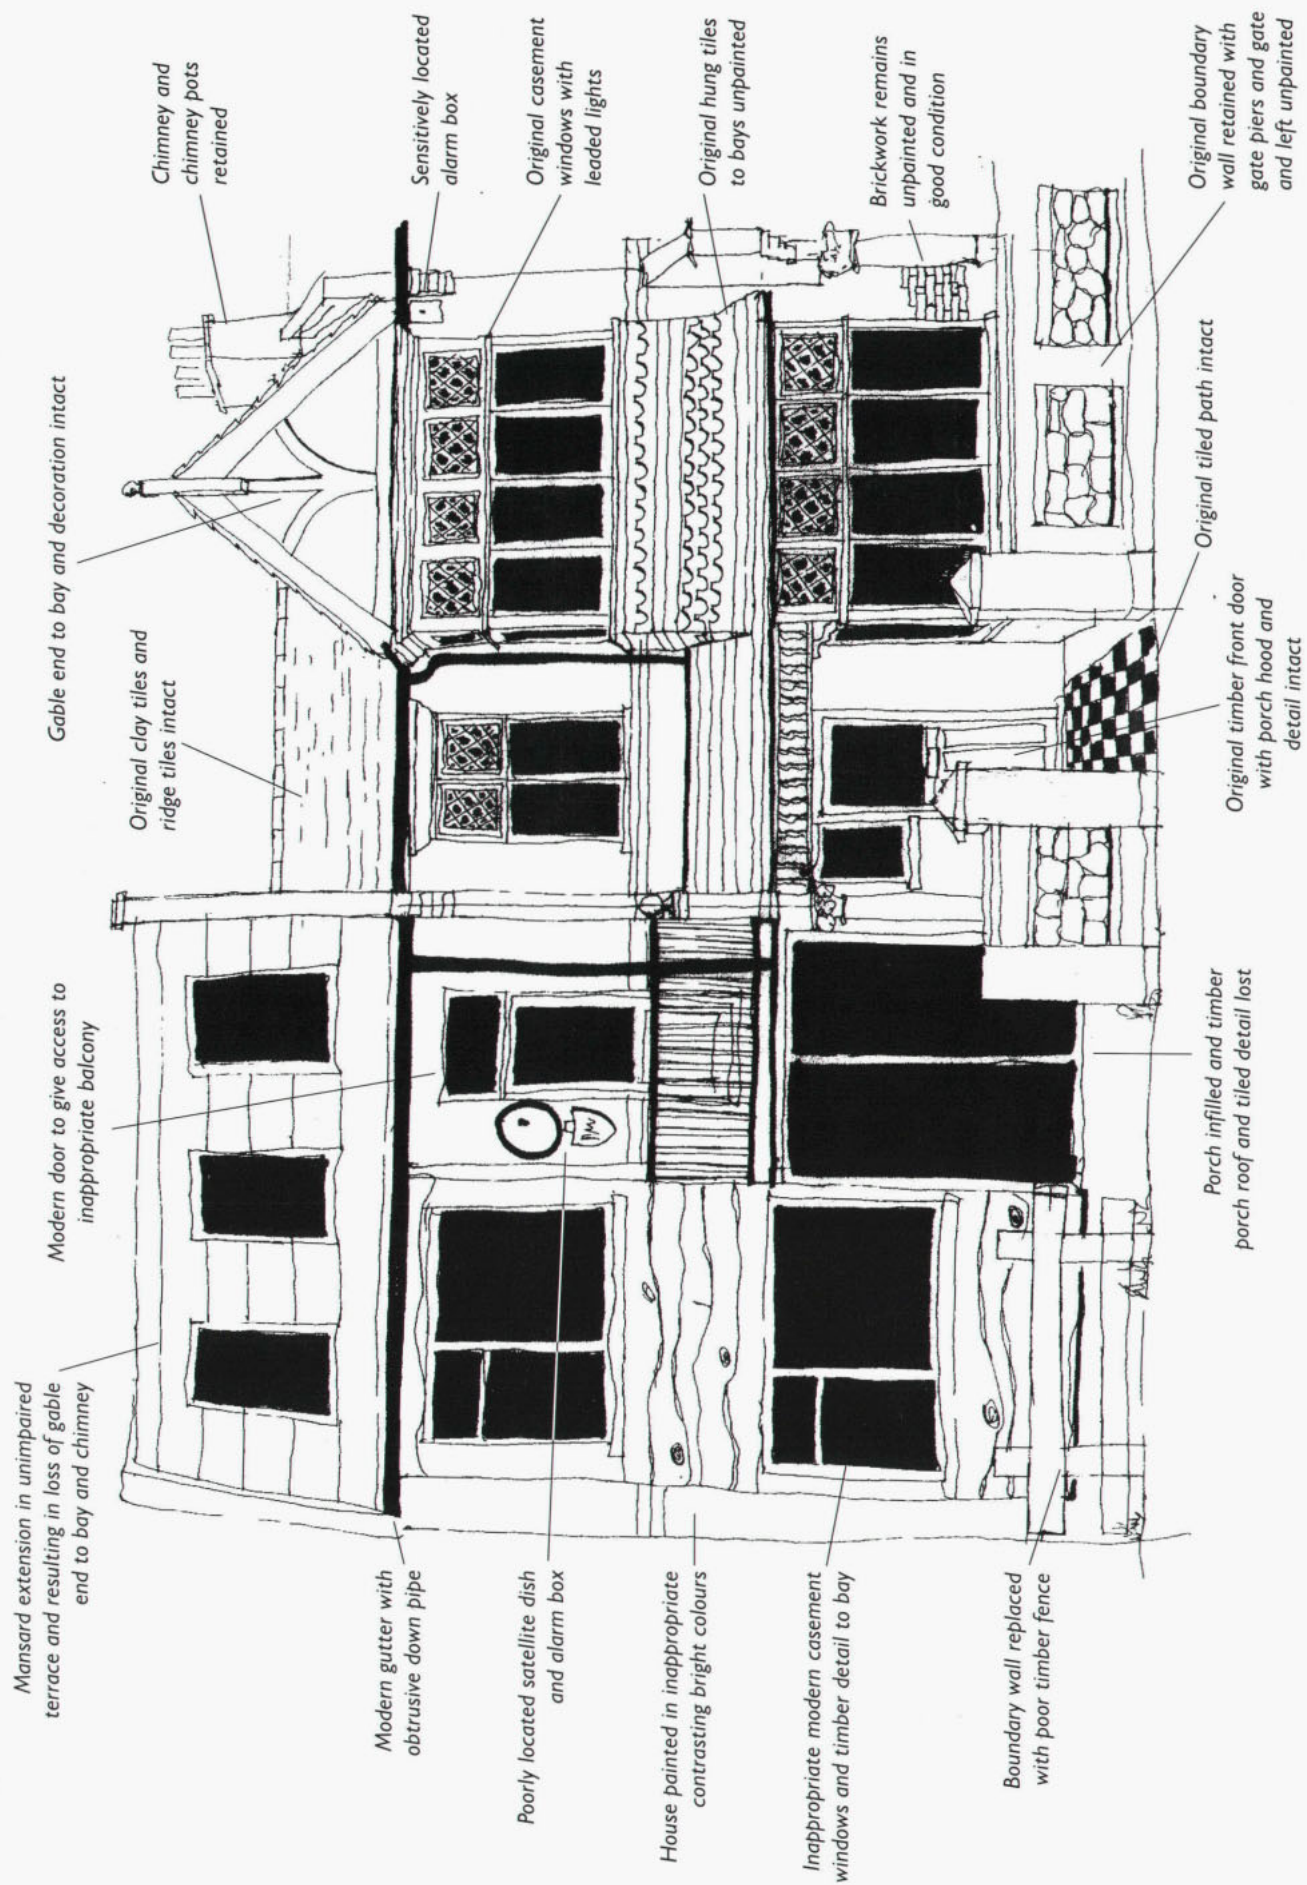 Mansard extension in unimpaired
terrace and resulting in loss of gable
end to bay and chimney
Modern door to give access to
inappropriate balcony
Original clay tiles and
ridge tiles intact
Gable end to bay and decoration intact
Chimney and
chimney pots
retained
Sensitively located
alarm box
Original casement
windows with
leaded lights
Original hung tiles
to bays unpainted
Brickwork remains
unpainted and in
good condition
Original boundary
wall retained with
gate piers and gate
and left unpainted
Modern gutter with
obtrusive down pipe
Poorly located satellite dish
and alarm box
House painted in inappropriate
contrasting bright colours
Inappropriate modern casement
windows and timber detail to bay
Boundary wall replaced
with poor timber fence
Porch infilled and timber
porch roof and tiled detail lost
Original timber front door
with porch hood and
detail intact
Original tiled path intact